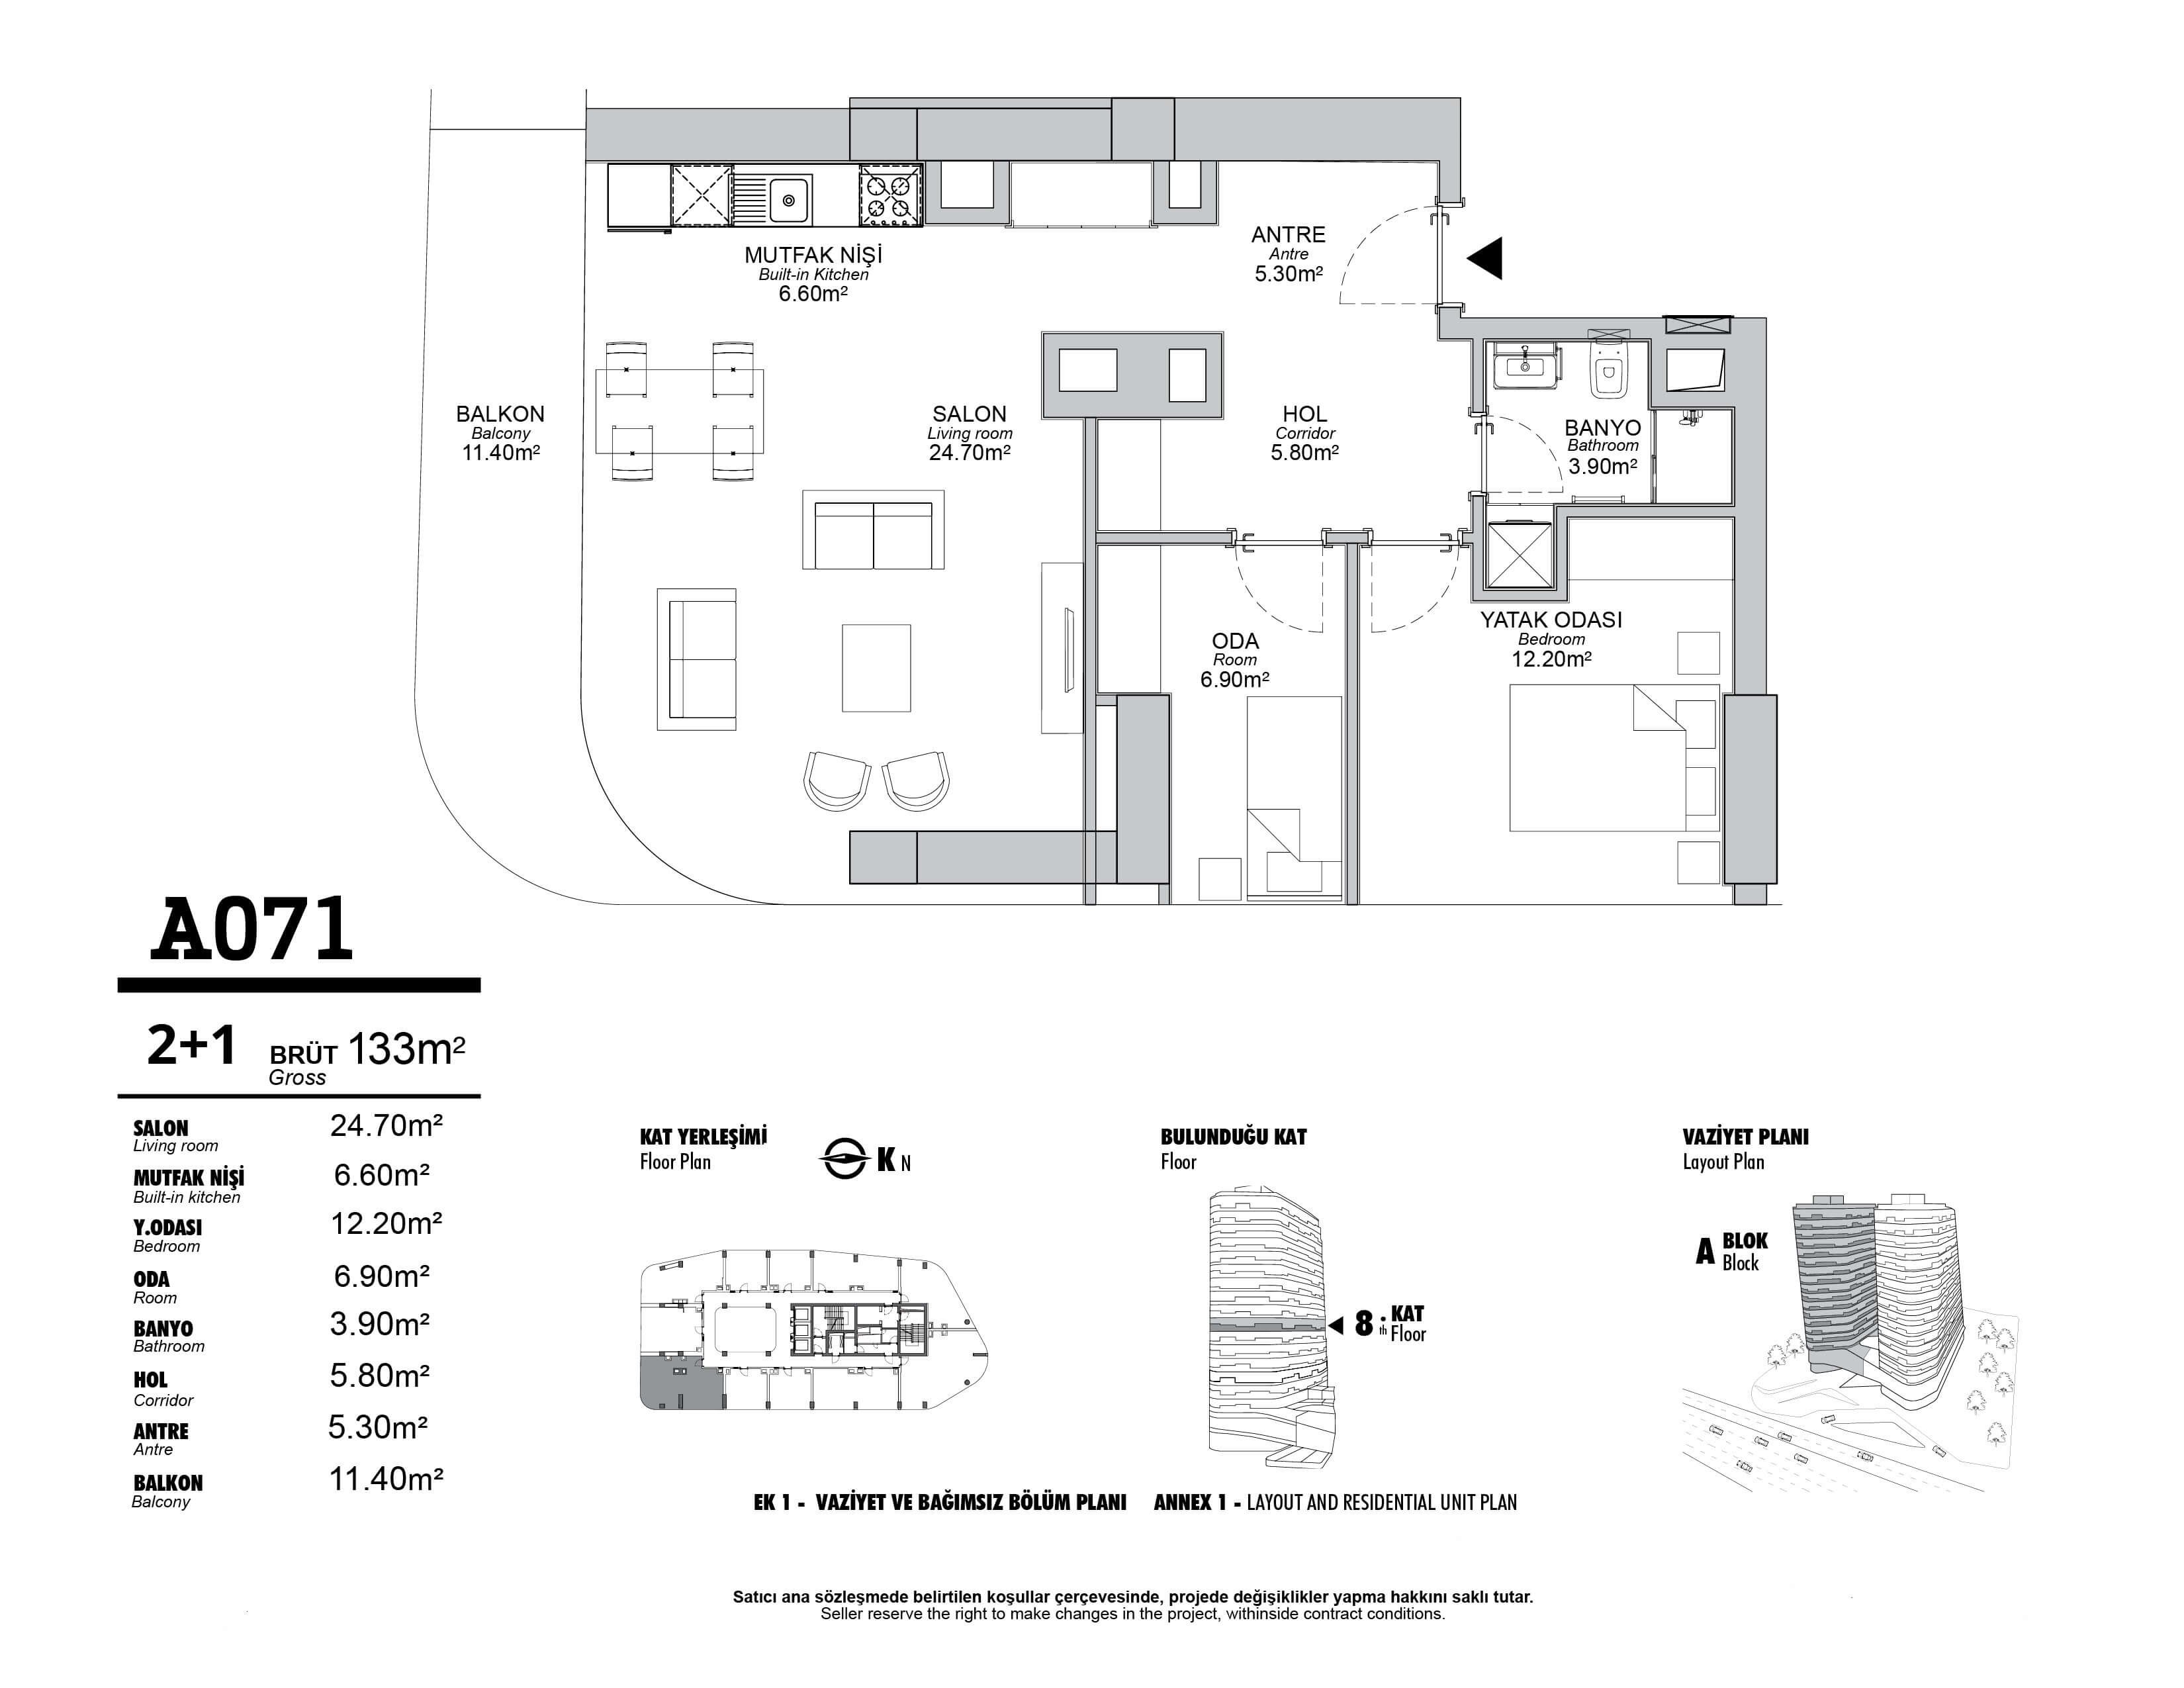 ANTRE
Antre
5.30m²
MUTFAK NİŞİ
Built-in Kitchen
6.60m²
BALKON
Balcony
11.40m²
SALON
Living room
24.70m²
HOL
Corridor
5.80m²
BANYO
Bathroom
3.90m²
ODA
Room
6.90m²
YATAK ODASI
Bedroom
12.20m²
A071
2+1 BRÜT 133m²
Gross
SALON 24.70m²
Living room
MUTFAK NİŞİ 6.60m²
Built-in kitchen
Y.ODASI 12.20m²
Bedroom
ODA 6.90m²
Room
BANYO 3.90m²
Bathroom
HOL 5.80m²
Corridor
ANTRE 5.30m²
Antre
BALKON 11.40m²
Balcony
KAT YERLEŞİMİ
Floor Plan
K N
BULUNDUĞU KAT
Floor
8. KAT
th Floor
VAZİYET PLANI
Layout Plan
A BLOK
Block
EK 1 - VAZİYET VE BAĞIMSIZ BÖLÜM PLANI ANNEX 1 - LAYOUT AND RESIDENTIAL UNIT PLAN
Satıcı ana sözleşmede belirtilen koşullar çerçevesinde, projede değişiklikler yapma hakkını saklı tutar.
Seller reserve the right to make changes in the project, withinside contract conditions.